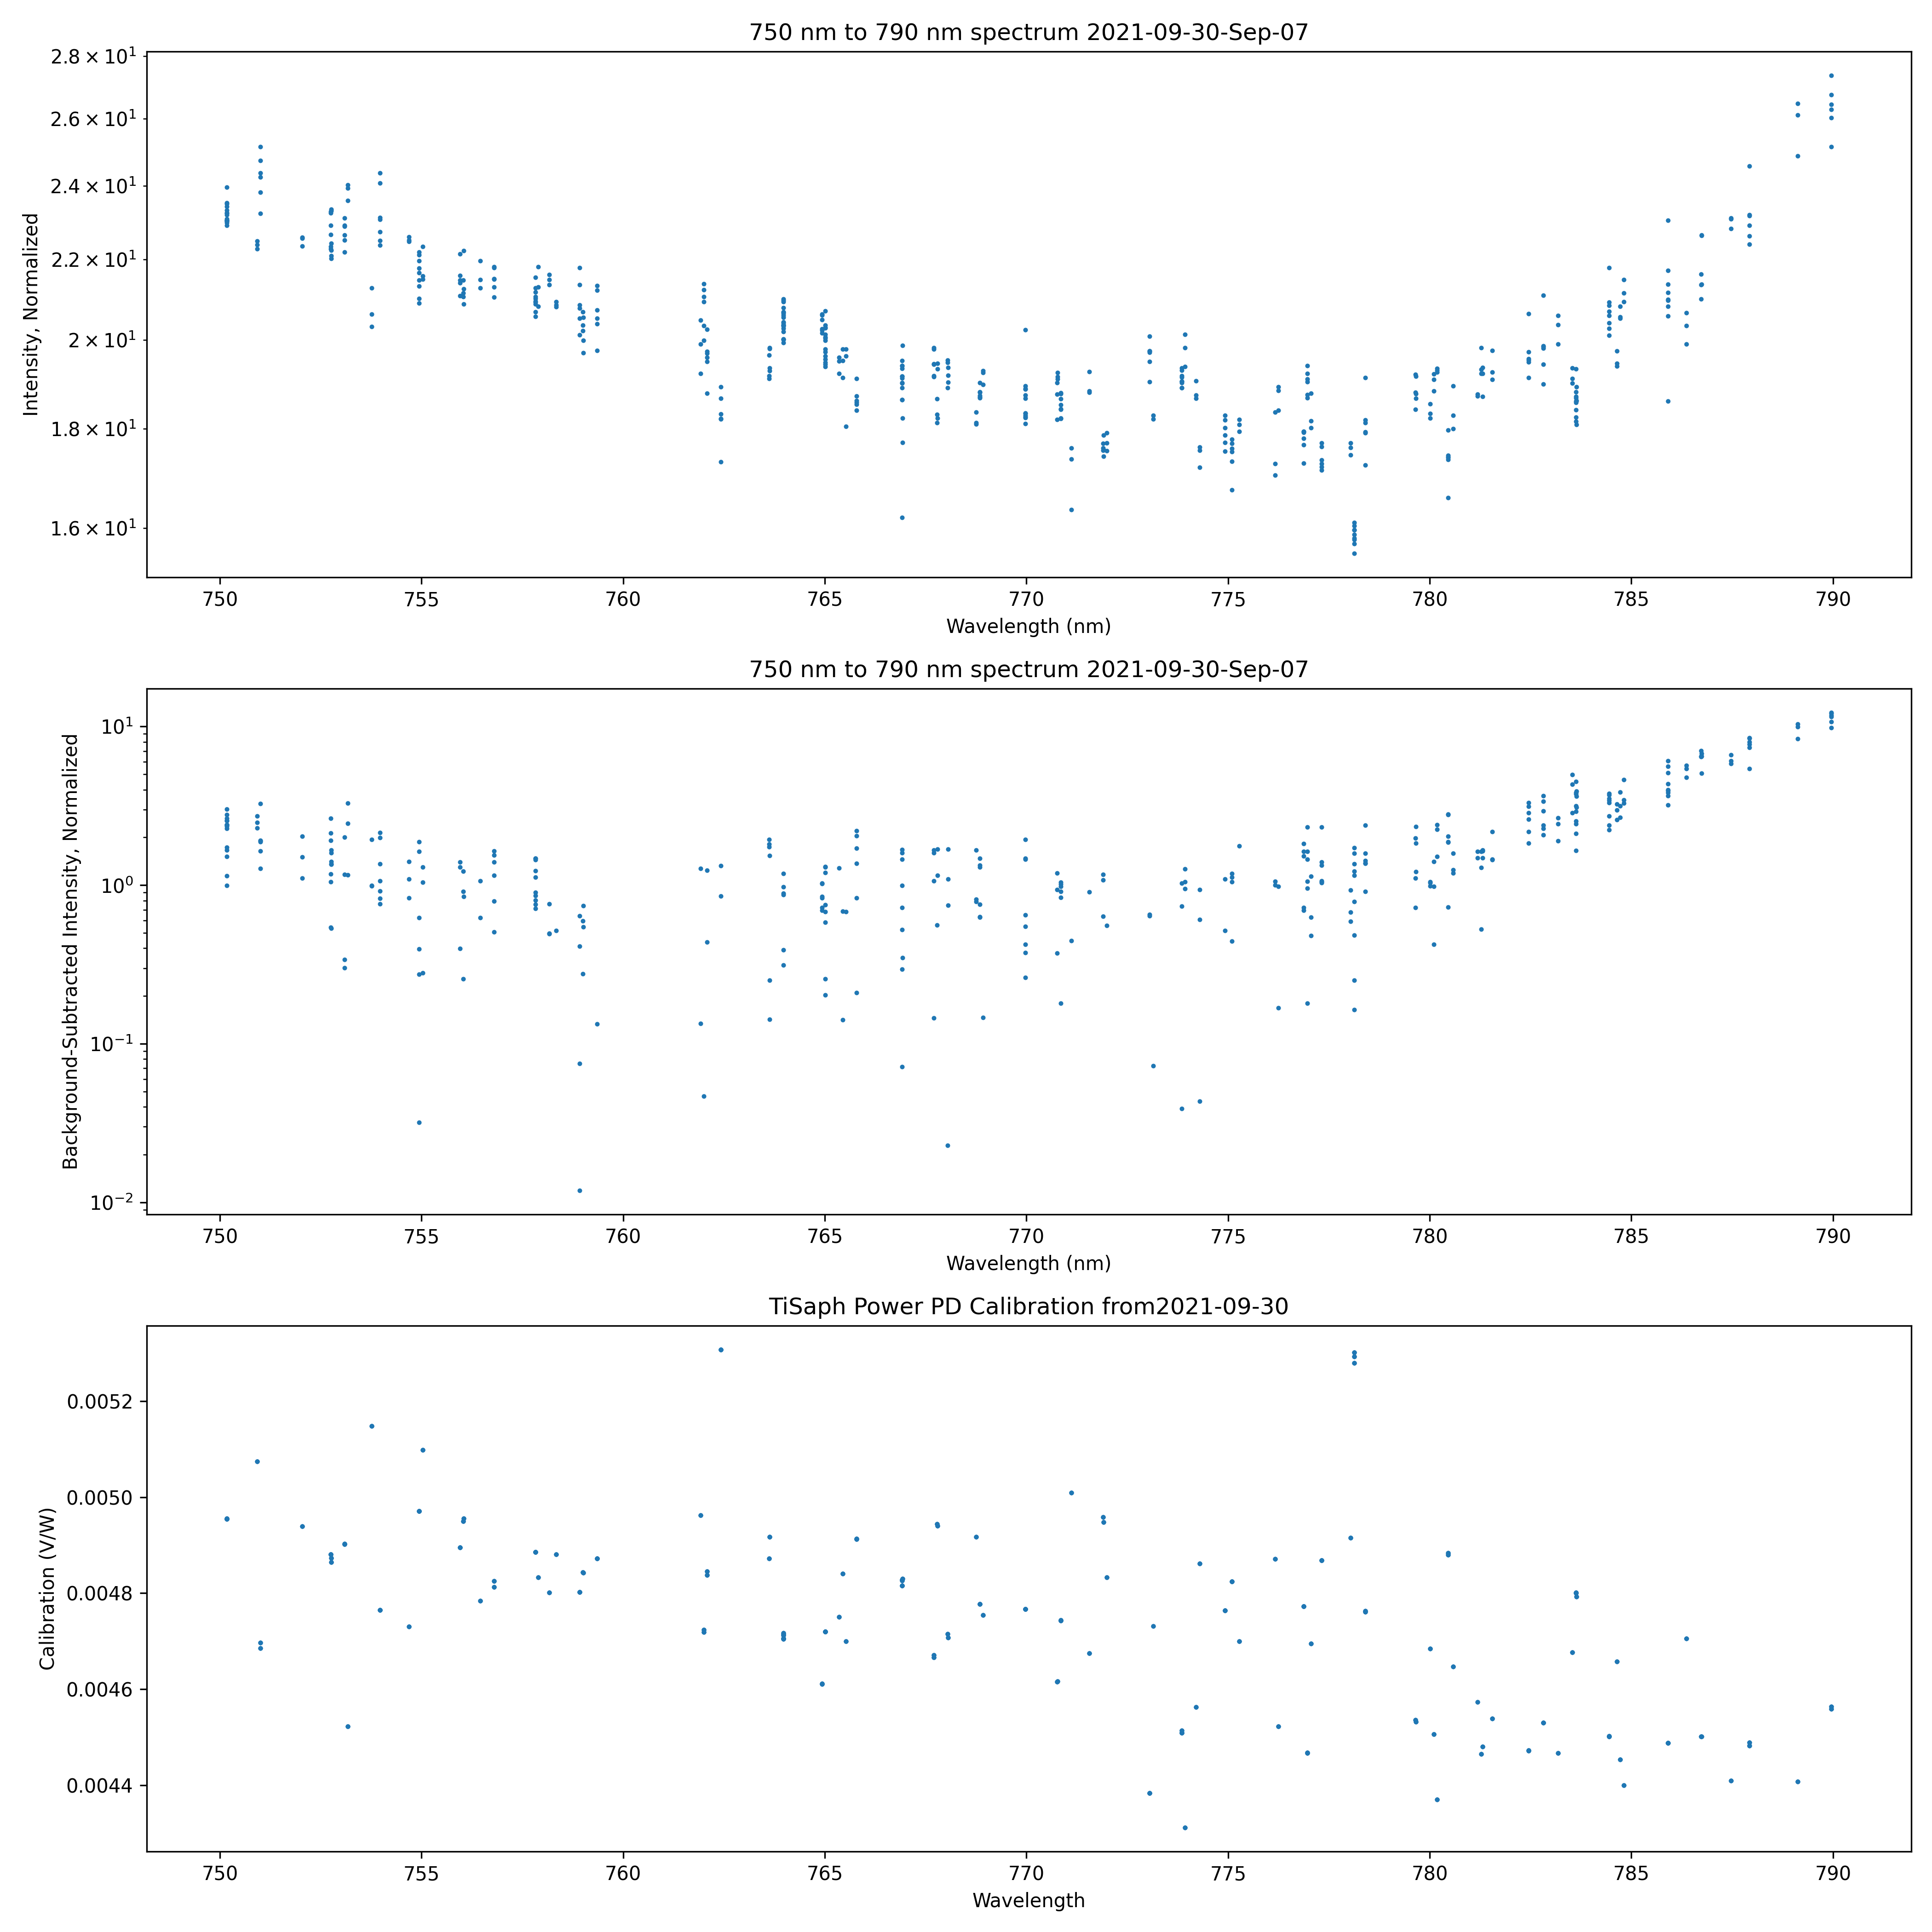 750 nm to 790 nm spectrum 2021-09-30-Sep-07
Intensity, Normalized
2.8 × 10¹
2.6 × 10¹
2.4 × 10¹
2.2 × 10¹
2 × 10¹
1.8 × 10¹
1.6 × 10¹
750 755 760 765 770 775 780 785 790
Wavelength (nm)
750 nm to 790 nm spectrum 2021-09-30-Sep-07
Background-Subtracted Intensity, Normalized
10¹
10⁰
10⁻¹
10⁻²
750 755 760 765 770 775 780 785 790
Wavelength (nm)
TiSaph Power PD Calibration from2021-09-30
Calibration (V/W)
0.0052
0.0050
0.0048
0.0046
0.0044
750 755 760 765 770 775 780 785 790
Wavelength